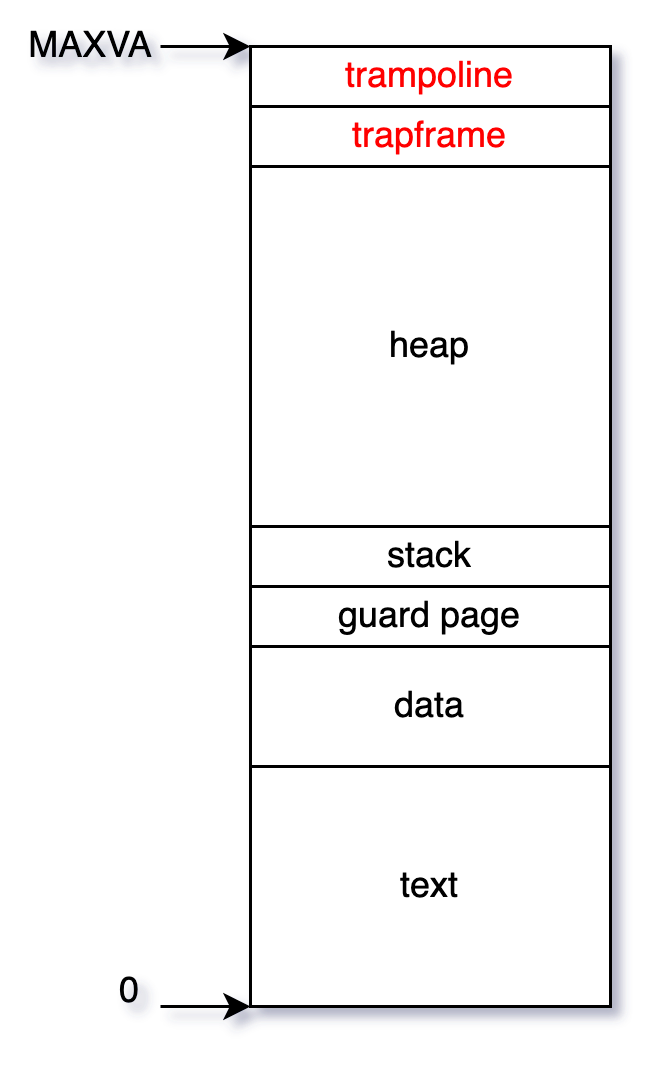 MAXVA
trampoline
trapframe
heap
stack
guard page
data
text
0